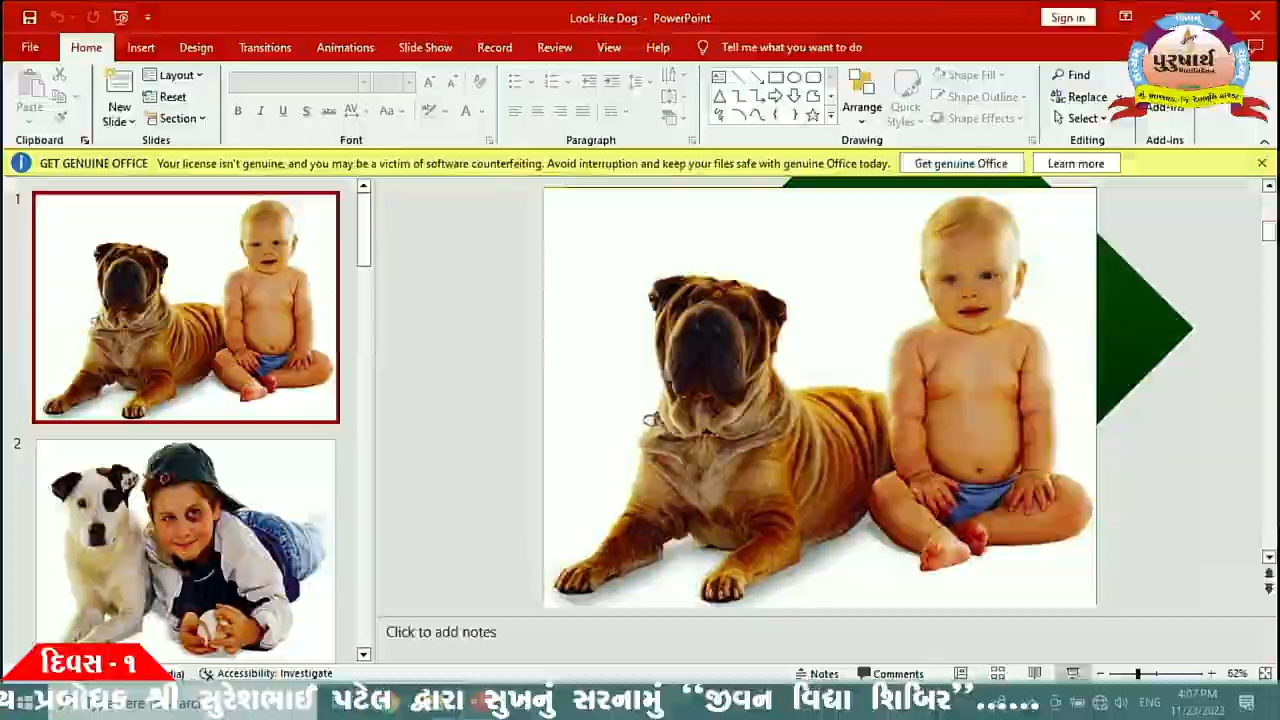 Look like Dog - PowerPoint
Sign in
File Home Insert Design Transitions Animations Slide Show Record Review View Help Tell me what you want to do
પુરુષાર્થ
Paste
New Slide
Layout
Reset
Section
Arrange
Quick Styles
Shape Fill
Shape Outline
Shape Effects
Find
Replace
Select
Add-ins
Clipboard Slides Font Paragraph Drawing Editing Add-ins
GET GENUINE OFFICE Your license isn't genuine, and you may be a victim of software counterfeiting. Avoid interruption and keep your files safe with genuine Office today. Get genuine Office Learn more
1
2
Click to add notes
દિવસ - ૧
Accessibility: Investigate Notes Comments 62%
પ્રબોધક શ્રી સુરેશભાઈ પટેલ દ્વારા સુખનું સરનામું “જીવન વિદ્યા શિબિર”......
ENG
4:07 PM
11/23/2023